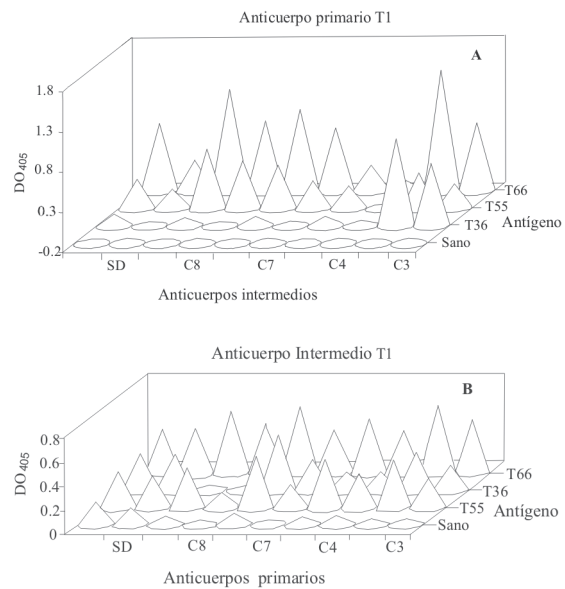 Anticuerpo primario T1
A
1.8
1.3
0.8
0.3
-0.2
DO405
T66
T55
T36
Sano
Antígeno
SD C8 C7 C4 C3
Anticuerpos intermedios
Anticuerpo Intermedio T1
B
0.8
0.6
0.4
0.2
0
DO405
T66
T36
T55
Sano
Antígeno
SD C8 C7 C4 C3
Anticuerpos primarios